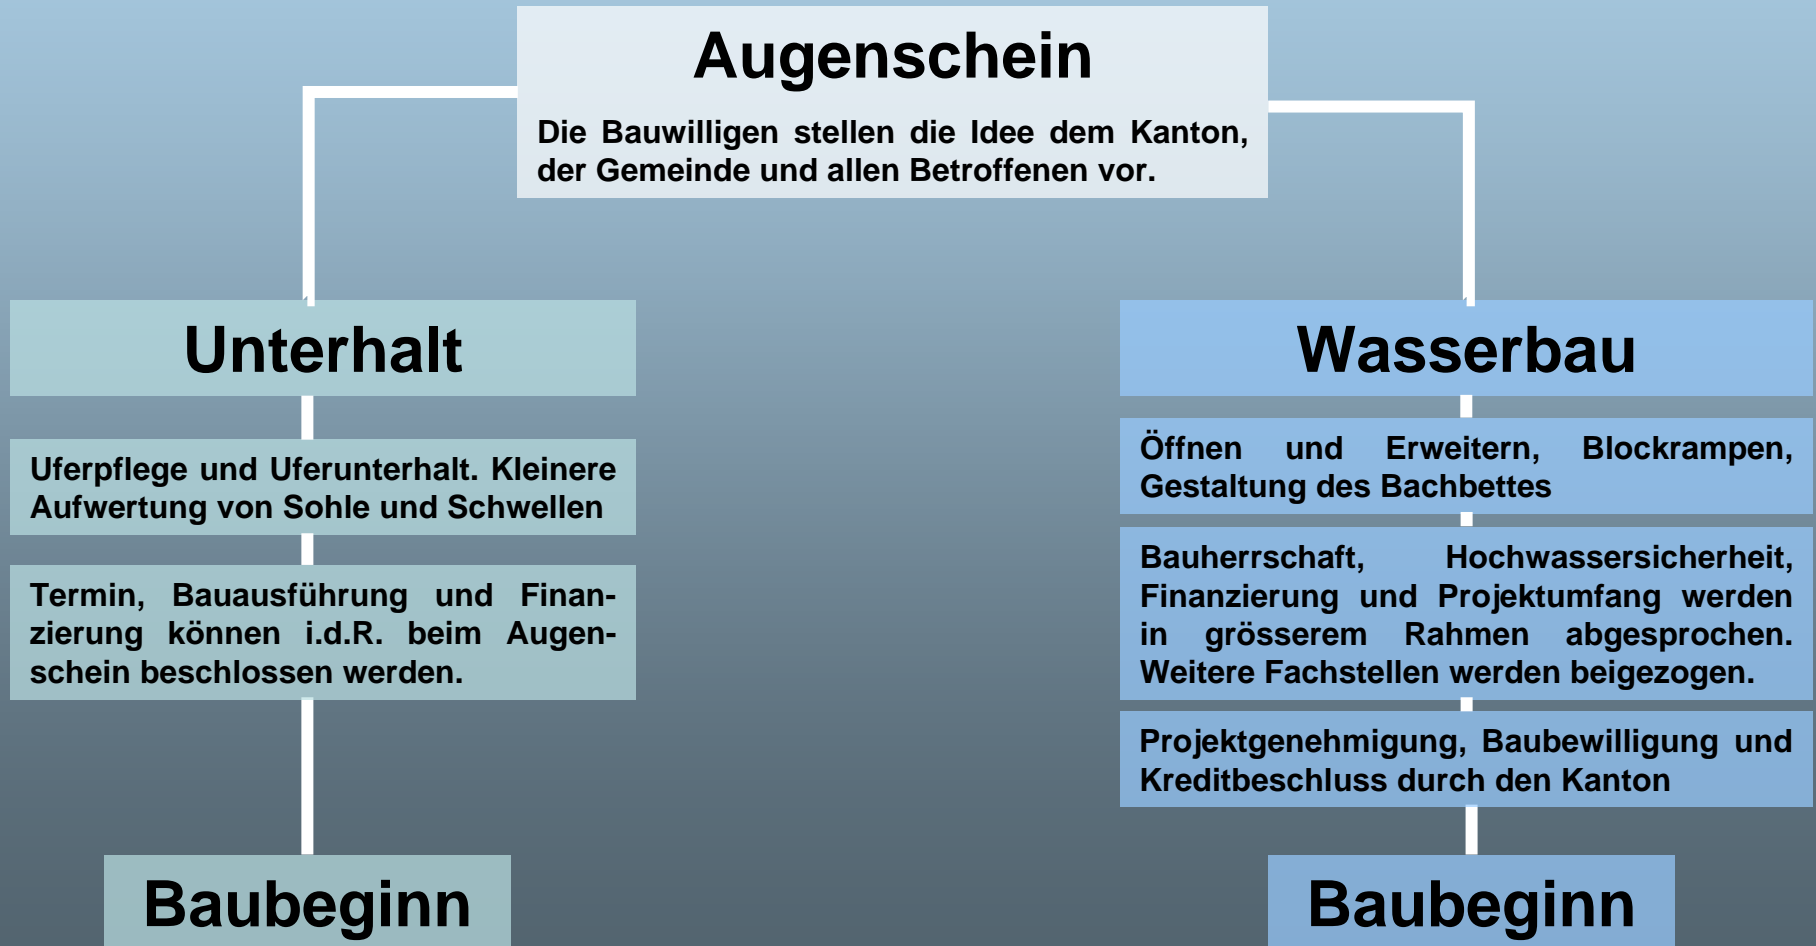 Augenschein
Die Bauwilligen stellen die Idee dem Kanton,
der Gemeinde und allen Betroffenen vor.
Unterhalt
Uferpflege und Uferunterhalt. Kleinere
Aufwertung von Sohle und Schwellen
Termin, Bauausführung und Finan-
zierung können i.d.R. beim Augen-
schein beschlossen werden.
Baubeginn
Wasserbau
Öffnen und Erweitern, Blockrampen,
Gestaltung des Bachbettes
Bauherrschaft, Hochwassersicherheit,
Finanzierung und Projektumfang werden
in grösserem Rahmen abgesprochen.
Weitere Fachstellen werden beigezogen.
Projektgenehmigung, Baubewilligung und
Kreditbeschluss durch den Kanton
Baubeginn